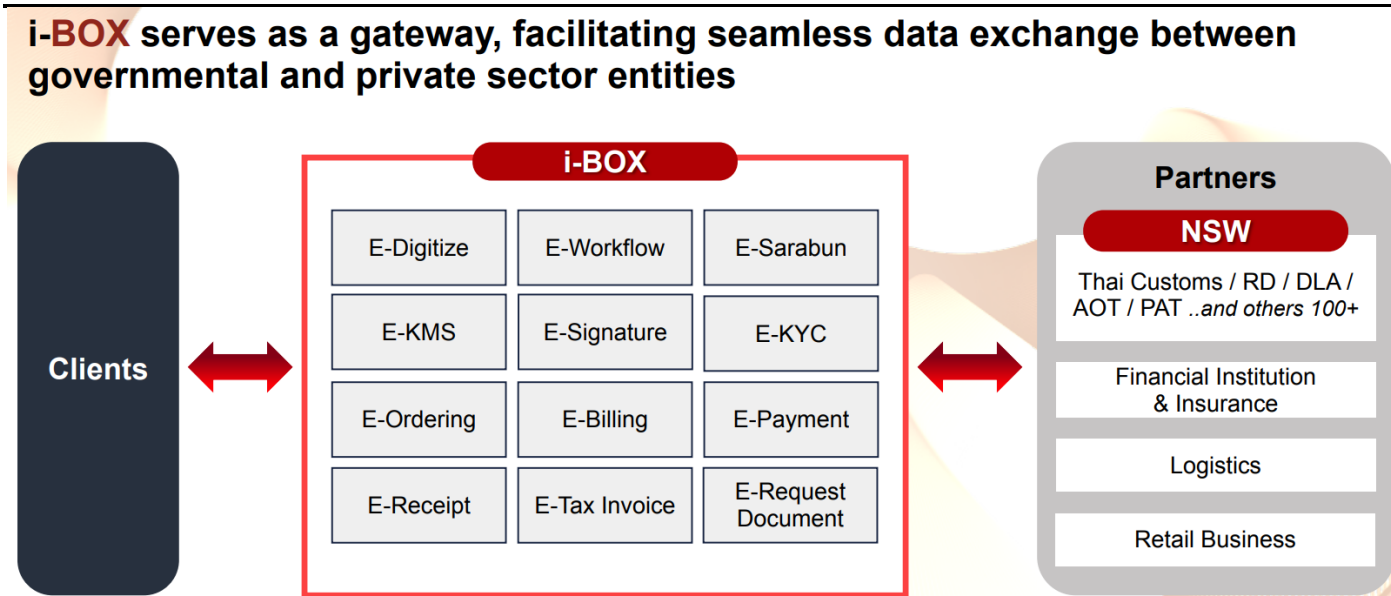 i-BOX serves as a gateway, facilitating seamless data exchange between
governmental and private sector entities
Clients
i-BOX
E-Digitize
E-Workflow
E-Sarabun
E-KMS
E-Signature
E-KYC
E-Ordering
E-Billing
E-Payment
E-Receipt
E-Tax Invoice
E-Request
Document
Partners
NSW
Thai Customs / RD / DLA /
AOT / PAT ..and others 100+
Financial Institution
& Insurance
Logistics
Retail Business